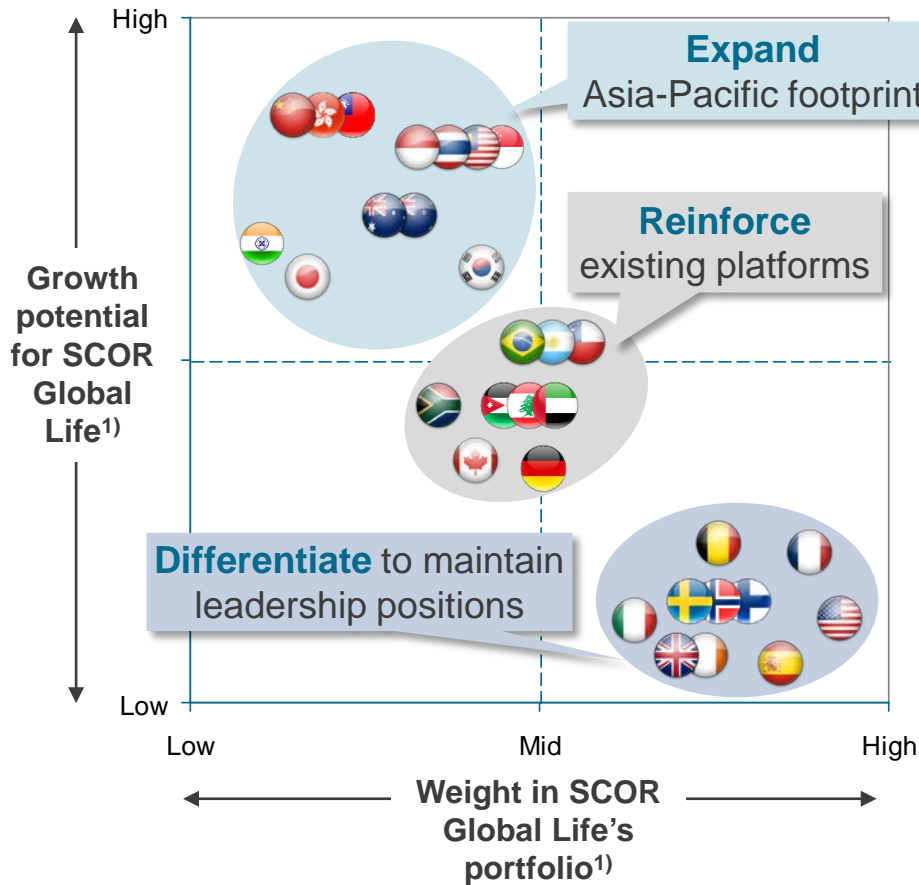 High
Expand
Asia-Pacific footprint
Reinforce
existing platforms
Growth
potential
for SCOR
Global
Life1)
Differentiate to maintain
leadership positions
Low
Low
Mid
High
Weight in SCOR
Global Life's
portfolio1)